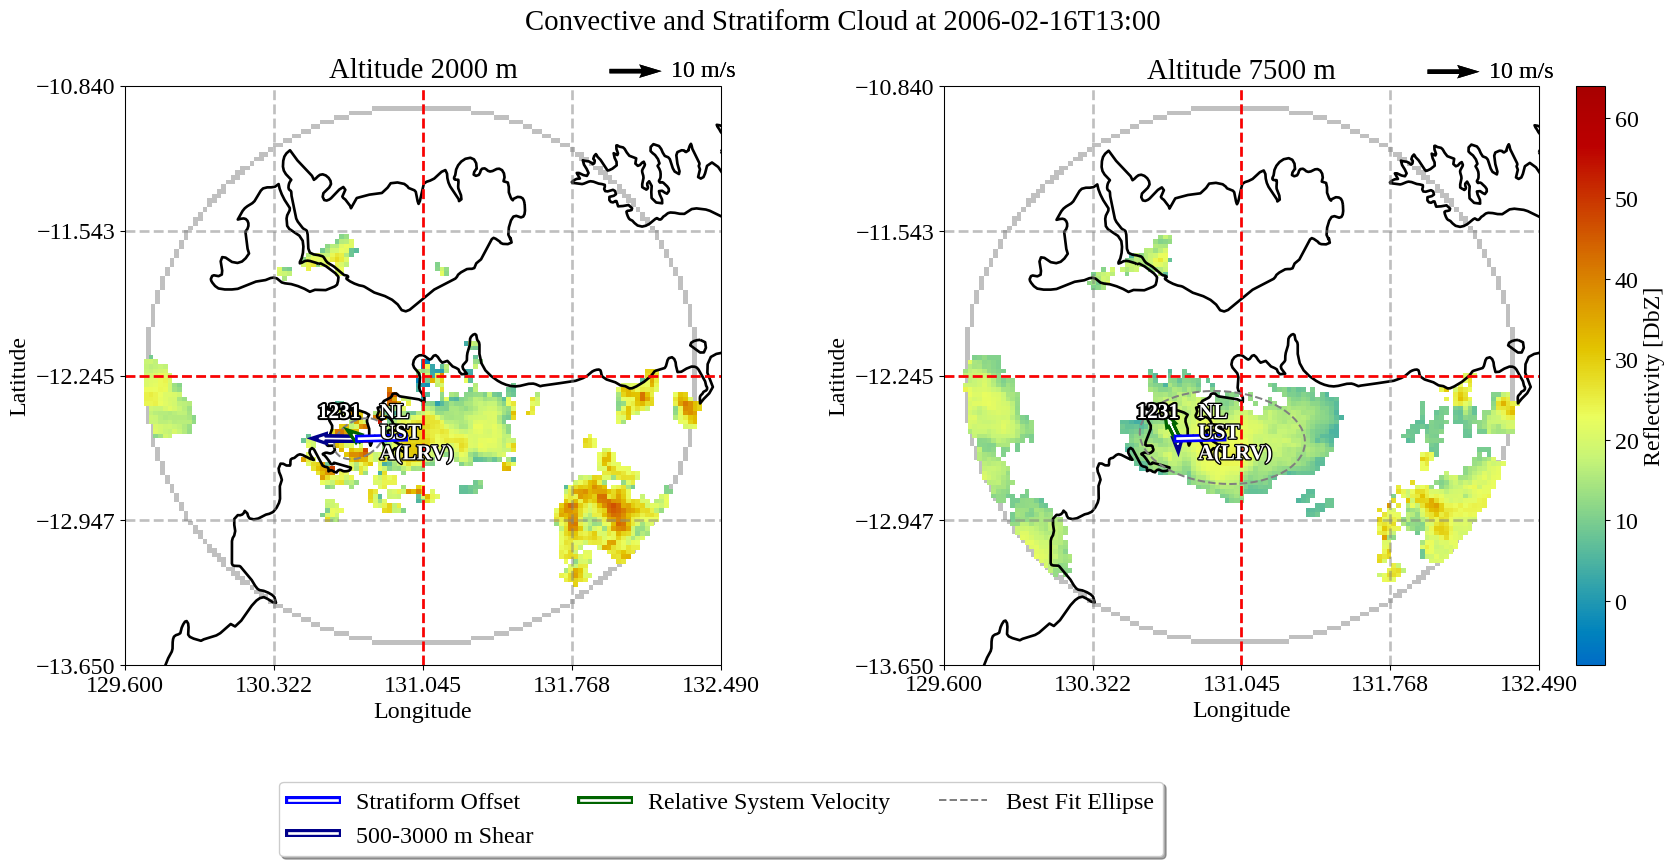 Convective and Stratiform Cloud at 2006-02-16T13:00
Altitude 2000 m
10 m/s
−10.840
−11.543
−12.245
−12.947
−13.650
129.600
130.322
131.045
131.768
132.490
Latitude
Longitude
1231
NL
UST
A(LRV)
Altitude 7500 m
10 m/s
−10.840
−11.543
−12.245
−12.947
−13.650
129.600
130.322
131.045
131.768
132.490
Latitude
Longitude
1231
NL
UST
A(LRV)
60
50
40
30
20
10
0
Reflectivity [DbZ]
Stratiform Offset
500-3000 m Shear
Relative System Velocity
Best Fit Ellipse